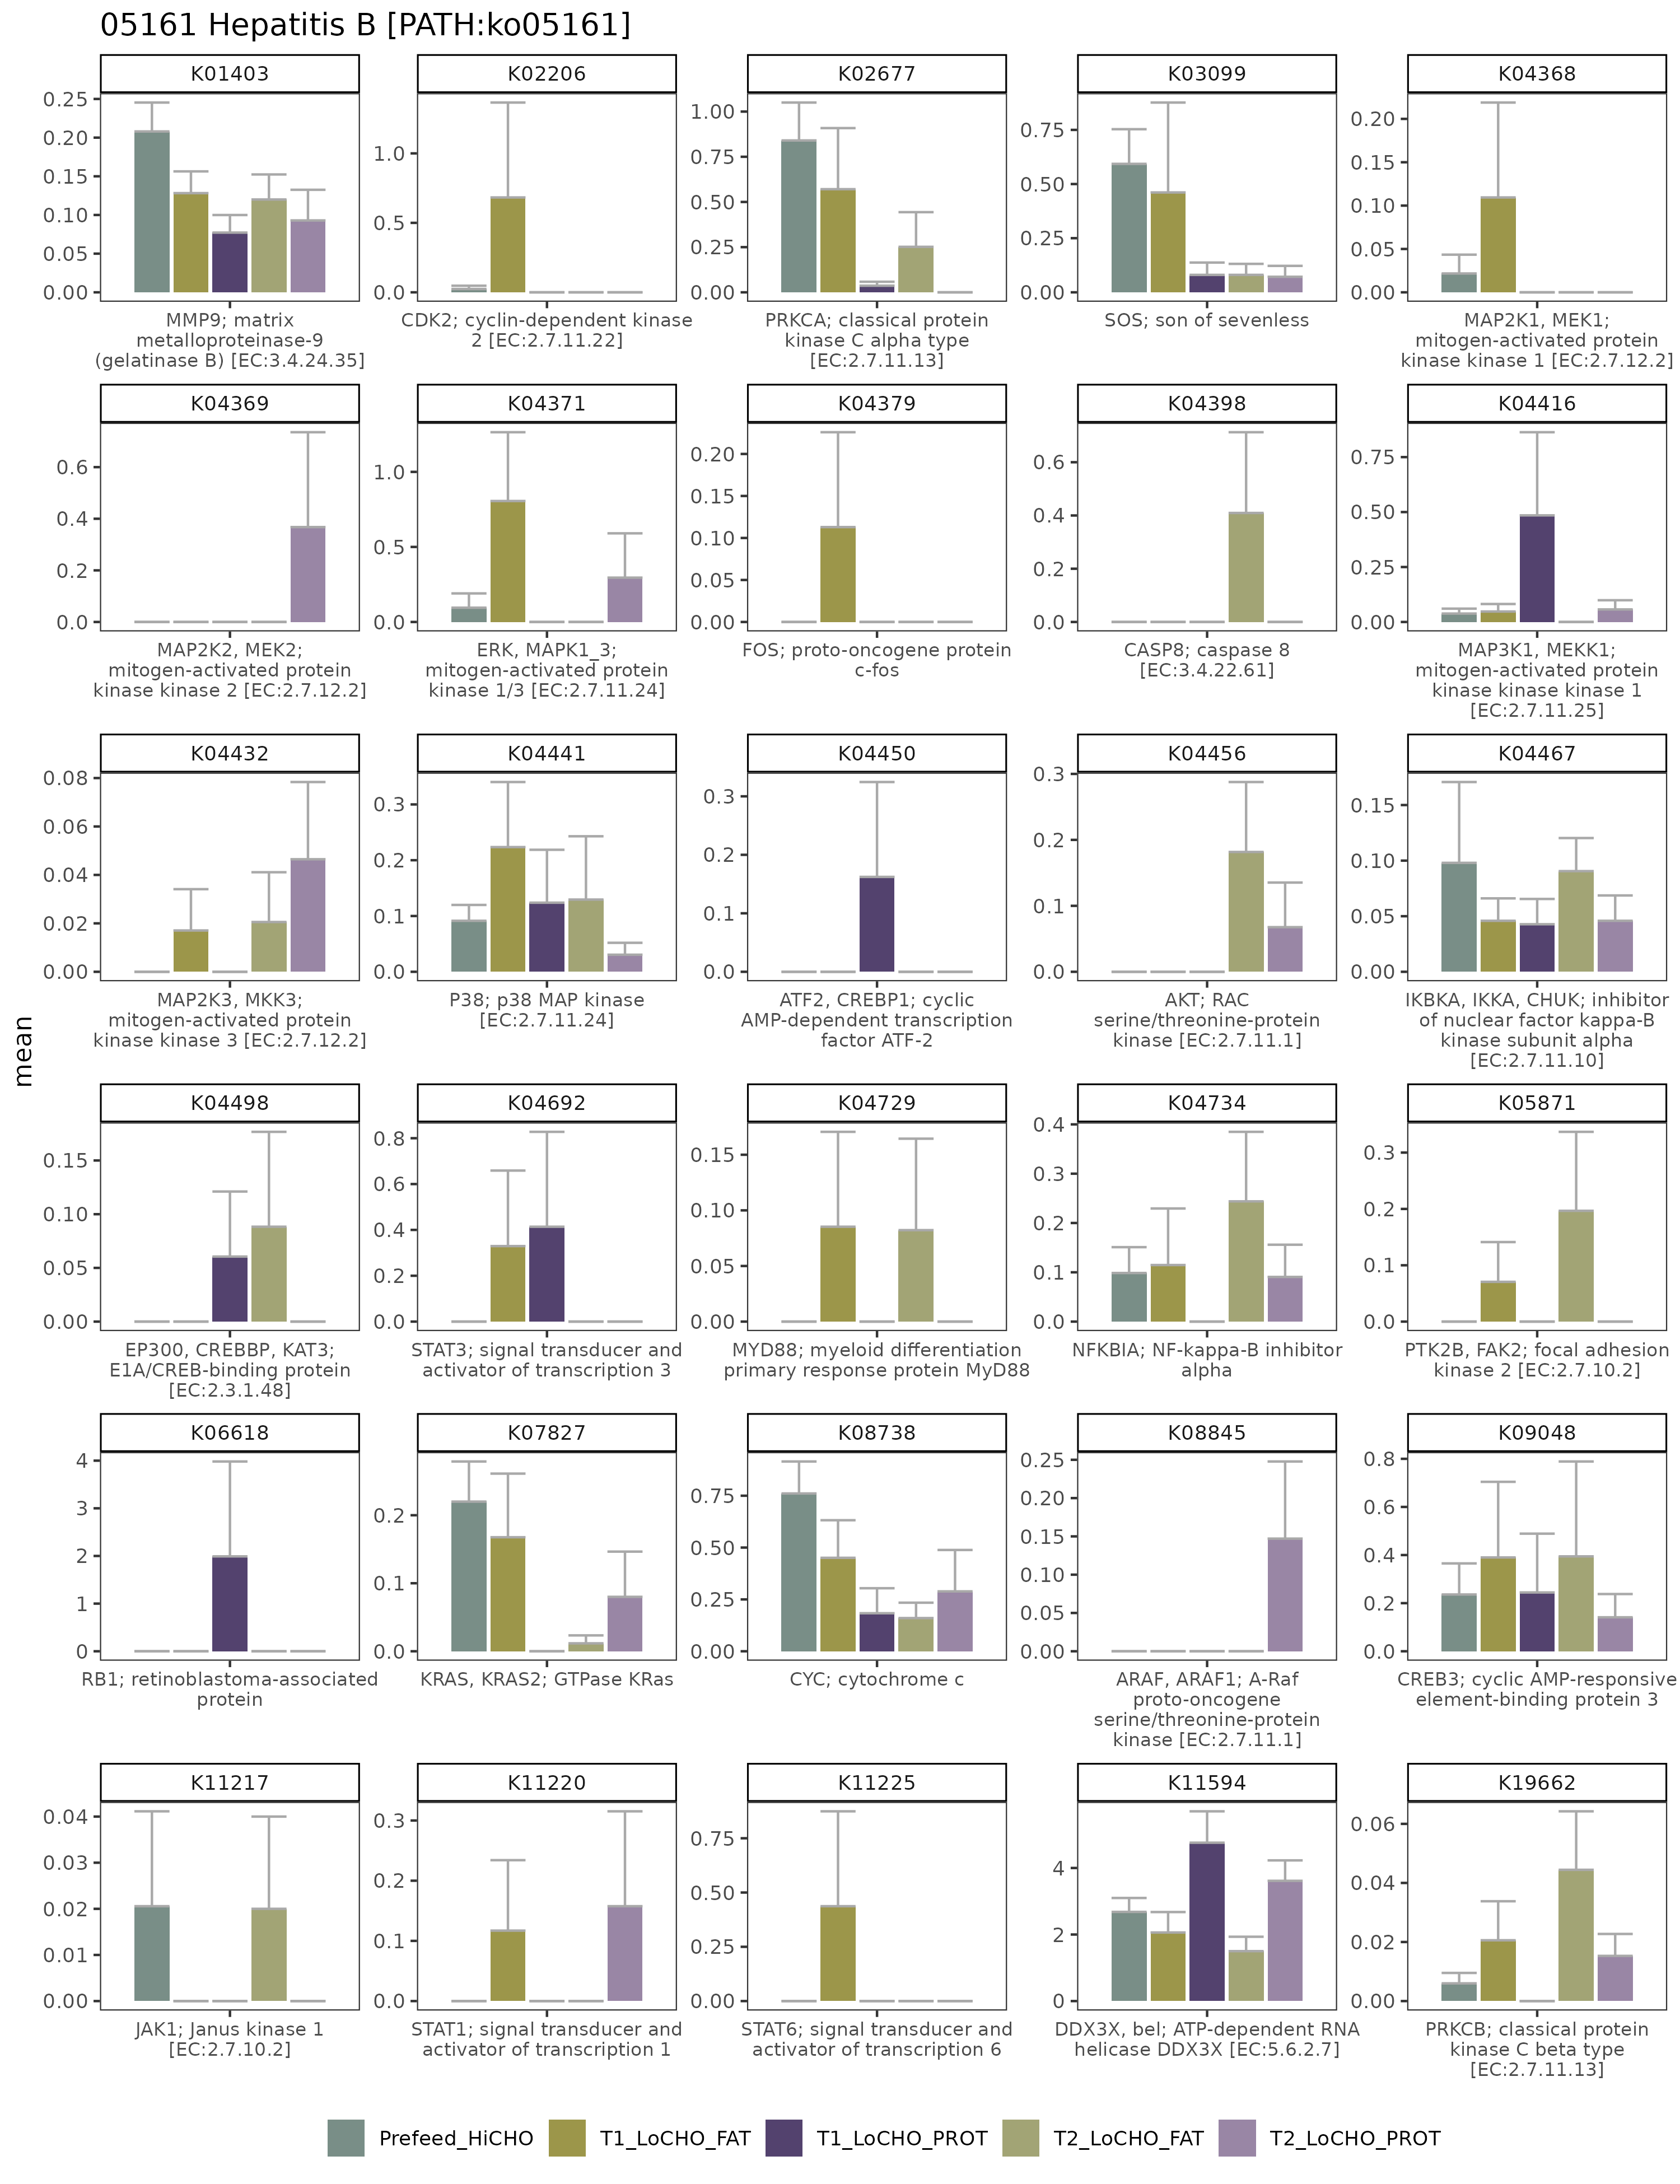 05161 Hepatitis B [PATH:ko05161]
K01403
K02206
K02677
K03099
K04368
0.25
0.20
0.15
0.10
0.05
0.00
1.0
0.5
0.0
1.00
0.75
0.50
0.25
0.00
0.75
0.50
0.25
0.00
0.20
0.15
0.10
0.05
0.00
MMP9; matrix
metalloproteinase-9
(gelatinase B) [EC:3.4.24.35]
CDK2; cyclin-dependent kinase
2 [EC:2.7.11.22]
PRKCA; classical protein
kinase C alpha type
[EC:2.7.11.13]
SOS; son of sevenless
MAP2K1, MEK1;
mitogen-activated protein
kinase kinase 1 [EC:2.7.12.2]
K04369
K04371
K04379
K04398
K04416
0.6
0.4
0.2
0.0
1.0
0.5
0.0
0.20
0.15
0.10
0.05
0.00
0.6
0.4
0.2
0.0
0.75
0.50
0.25
0.00
MAP2K2, MEK2;
mitogen-activated protein
kinase kinase 2 [EC:2.7.12.2]
ERK, MAPK1_3;
mitogen-activated protein
kinase 1/3 [EC:2.7.11.24]
FOS; proto-oncogene protein
c-fos
CASP8; caspase 8
[EC:3.4.22.61]
MAP3K1, MEKK1;
mitogen-activated protein
kinase kinase kinase 1
[EC:2.7.11.25]
K04432
K04441
K04450
K04456
K04467
0.08
0.06
0.04
0.02
0.00
0.3
0.2
0.1
0.0
0.3
0.2
0.1
0.0
0.3
0.2
0.1
0.0
0.15
0.10
0.05
0.00
MAP2K3, MKK3;
mitogen-activated protein
kinase kinase 3 [EC:2.7.12.2]
P38; p38 MAP kinase
[EC:2.7.11.24]
ATF2, CREBP1; cyclic
AMP-dependent transcription
factor ATF-2
AKT; RAC
serine/threonine-protein
kinase [EC:2.7.11.1]
IKBKA, IKKA, CHUK; inhibitor
of nuclear factor kappa-B
kinase subunit alpha
[EC:2.7.11.10]
mean
K04498
K04692
K04729
K04734
K05871
0.15
0.10
0.05
0.00
0.8
0.6
0.4
0.2
0.0
0.15
0.10
0.05
0.00
0.4
0.3
0.2
0.1
0.0
0.3
0.2
0.1
0.0
EP300, CREBBP, KAT3;
E1A/CREB-binding protein
[EC:2.3.1.48]
STAT3; signal transducer and
activator of transcription 3
MYD88; myeloid differentiation
primary response protein MyD88
NFKBIA; NF-kappa-B inhibitor
alpha
PTK2B, FAK2; focal adhesion
kinase 2 [EC:2.7.10.2]
K06618
K07827
K08738
K08845
K09048
4
3
2
1
0
0.2
0.1
0.0
0.75
0.50
0.25
0.00
0.25
0.20
0.15
0.10
0.05
0.00
0.8
0.6
0.4
0.2
0.0
RB1; retinoblastoma-associated
protein
KRAS, KRAS2; GTPase KRas
CYC; cytochrome c
ARAF, ARAF1; A-Raf
proto-oncogene
serine/threonine-protein
kinase [EC:2.7.11.1]
CREB3; cyclic AMP-responsive
element-binding protein 3
K11217
K11220
K11225
K11594
K19662
0.04
0.03
0.02
0.01
0.00
0.3
0.2
0.1
0.0
0.75
0.50
0.25
0.00
4
2
0
0.06
0.04
0.02
0.00
JAK1; Janus kinase 1
[EC:2.7.10.2]
STAT1; signal transducer and
activator of transcription 1
STAT6; signal transducer and
activator of transcription 6
DDX3X, bel; ATP-dependent RNA
helicase DDX3X [EC:5.6.2.7]
PRKCB; classical protein
kinase C beta type
[EC:2.7.11.13]
Prefeed_HiCHO
T1_LoCHO_FAT
T1_LoCHO_PROT
T2_LoCHO_FAT
T2_LoCHO_PROT